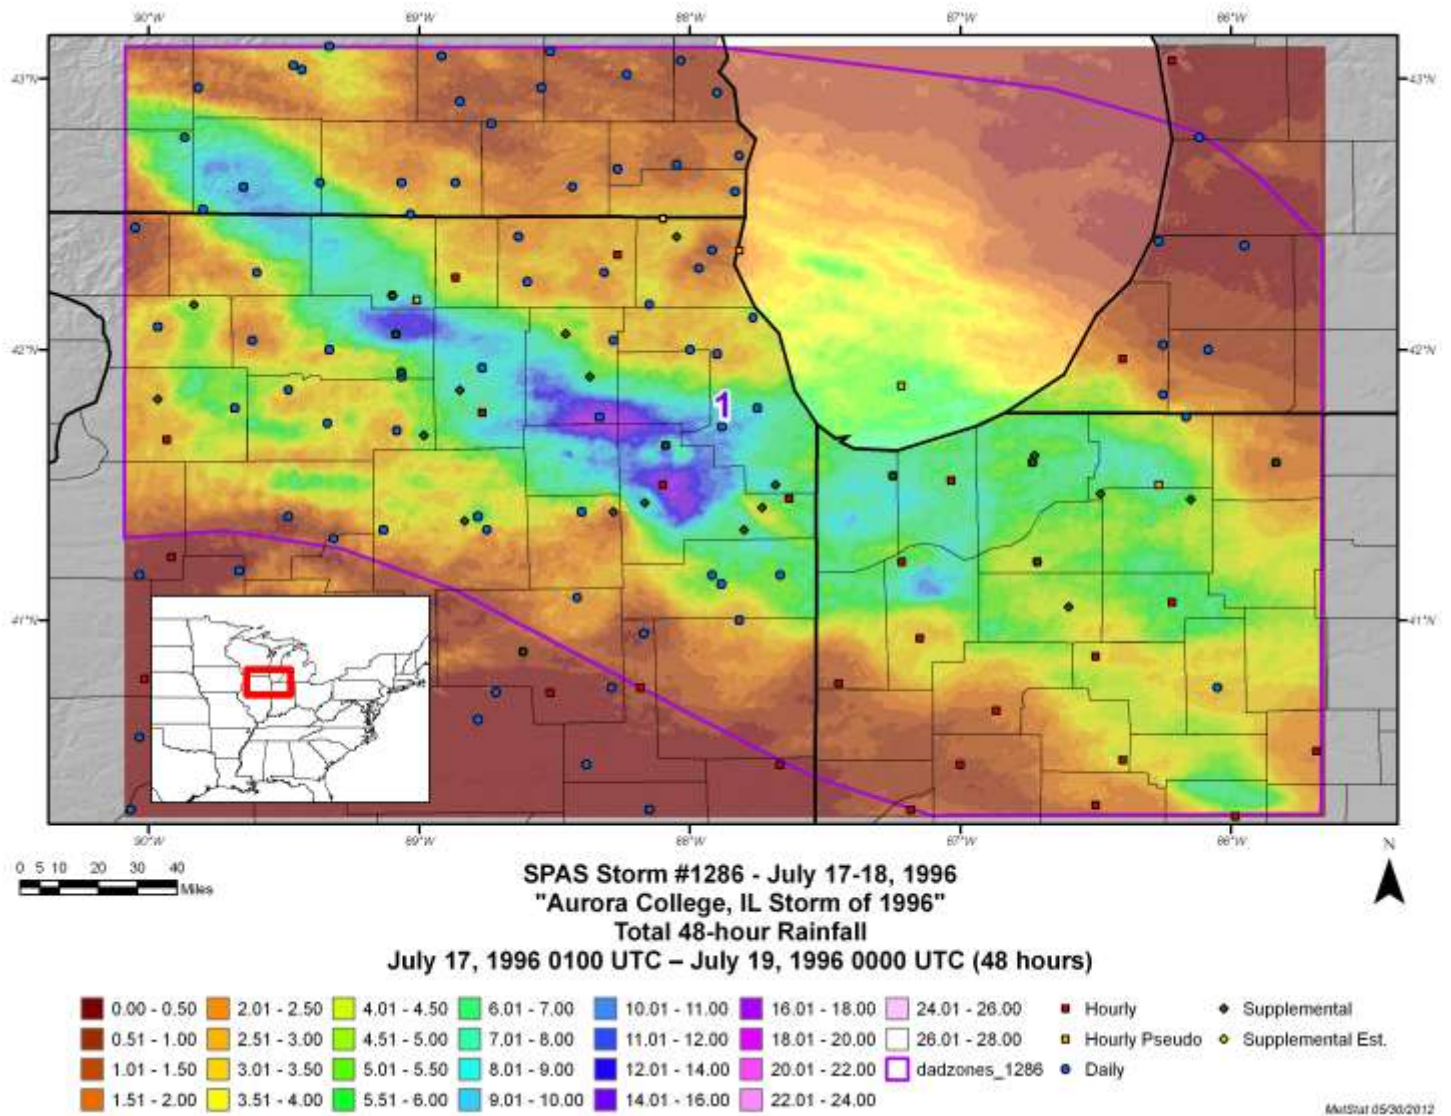 90°W 89°W 88°W 87°W 86°W
43°N 43°N
42°N 42°N
1
41°N 41°N
90°W 89°W 88°W 87°W 86°W
0 5 10 20 30 40
Miles
N
SPAS Storm #1286 - July 17-18, 1996
"Aurora College, IL Storm of 1996"
Total 48-hour Rainfall
July 17, 1996 0100 UTC – July 19, 1996 0000 UTC (48 hours)
0.00 - 0.50 2.01 - 2.50 4.01 - 4.50 6.01 - 7.00 10.01 - 11.00 16.01 - 18.00 24.01 - 26.00 Hourly Supplemental
0.51 - 1.00 2.51 - 3.00 4.51 - 5.00 7.01 - 8.00 11.01 - 12.00 18.01 - 20.00 26.01 - 28.00 Hourly Pseudo Supplemental Est.
1.01 - 1.50 3.01 - 3.50 5.01 - 5.50 8.01 - 9.00 12.01 - 14.00 20.01 - 22.00 dadzones_1286 Daily
1.51 - 2.00 3.51 - 4.00 5.51 - 6.00 9.01 - 10.00 14.01 - 16.00 22.01 - 24.00
MetStat 05/30/2012